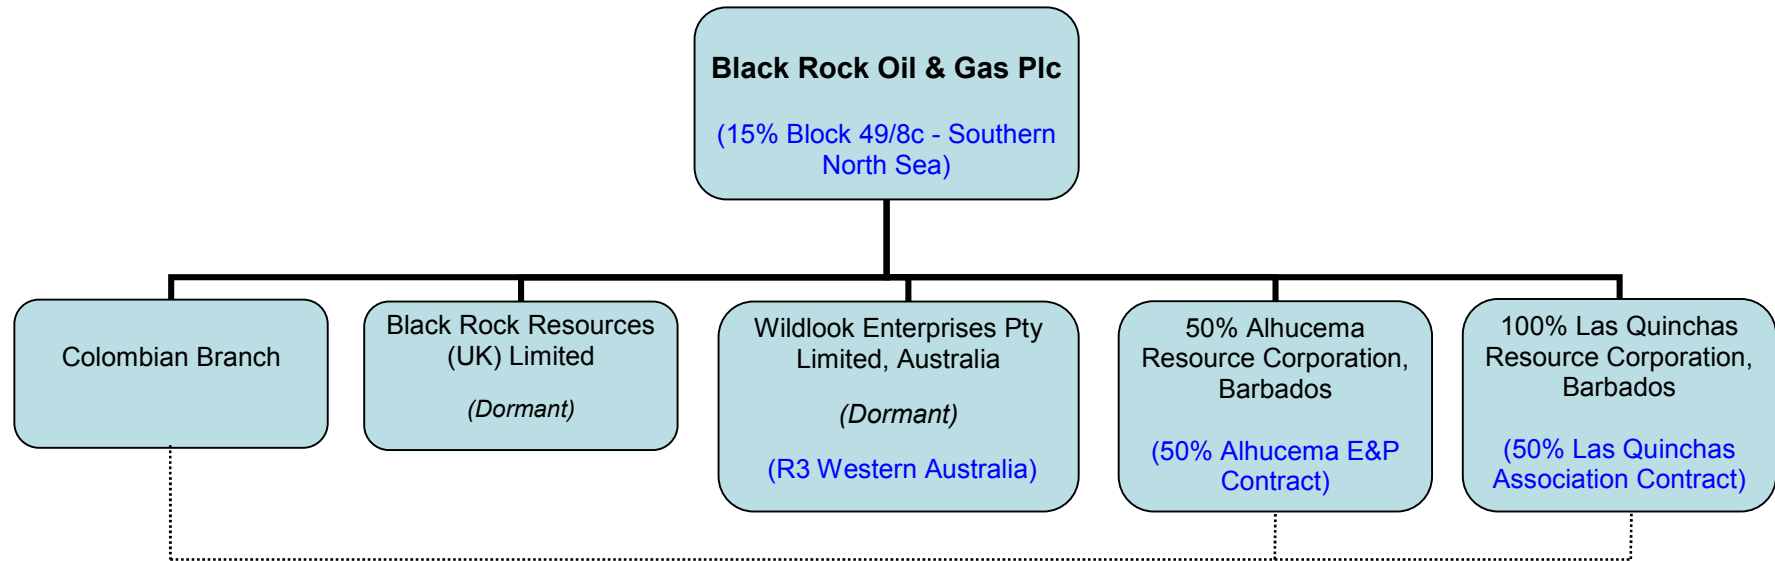 Black Rock Oil & Gas Plc
(15% Block 49/8c - Southern
North Sea)
Colombian Branch
Black Rock Resources
(UK) Limited
(Dormant)
Wildlook Enterprises Pty
Limited, Australia
(Dormant)
(R3 Western Australia)
50% Alhucema
Resource Corporation,
Barbados
(50% Alhucema E&P
Contract)
100% Las Quinchas
Resource Corporation,
Barbados
(50% Las Quinchas
Association Contract)